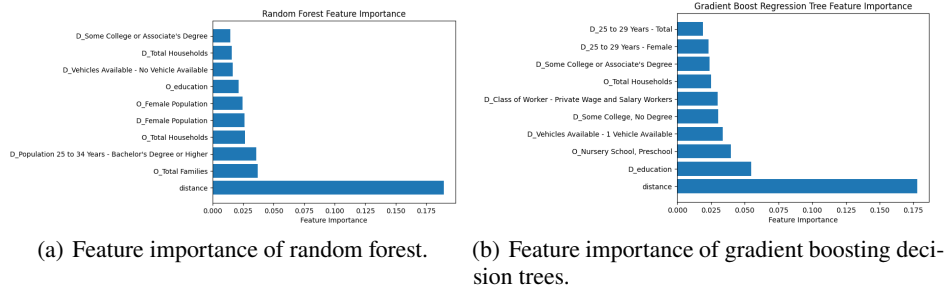 Random Forest Feature Importance
D_Some College or Associate's Degree
D_Total Households
D_Vehicles Available - No Vehicle Available
O_education
O_Female Population
D_Female Population
O_Total Households
D_Population 25 to 34 Years - Bachelor's Degree or Higher
O_Total Families
distance
0.000 0.025 0.050 0.075 0.100 0.125 0.150 0.175
Feature Importance
(a) Feature importance of random forest.
Gradient Boost Regression Tree Feature Importance
D_25 to 29 Years - Total
D_25 to 29 Years - Female
D_Some College or Associate's Degree
O_Total Households
D_Class of Worker - Private Wage and Salary Workers
D_Some College, No Degree
D_Vehicles Available - 1 Vehicle Available
O_Nursery School, Preschool
D_education
distance
0.000 0.025 0.050 0.075 0.100 0.125 0.150 0.175
Feature Importance
(b) Feature importance of gradient boosting deci-
sion trees.